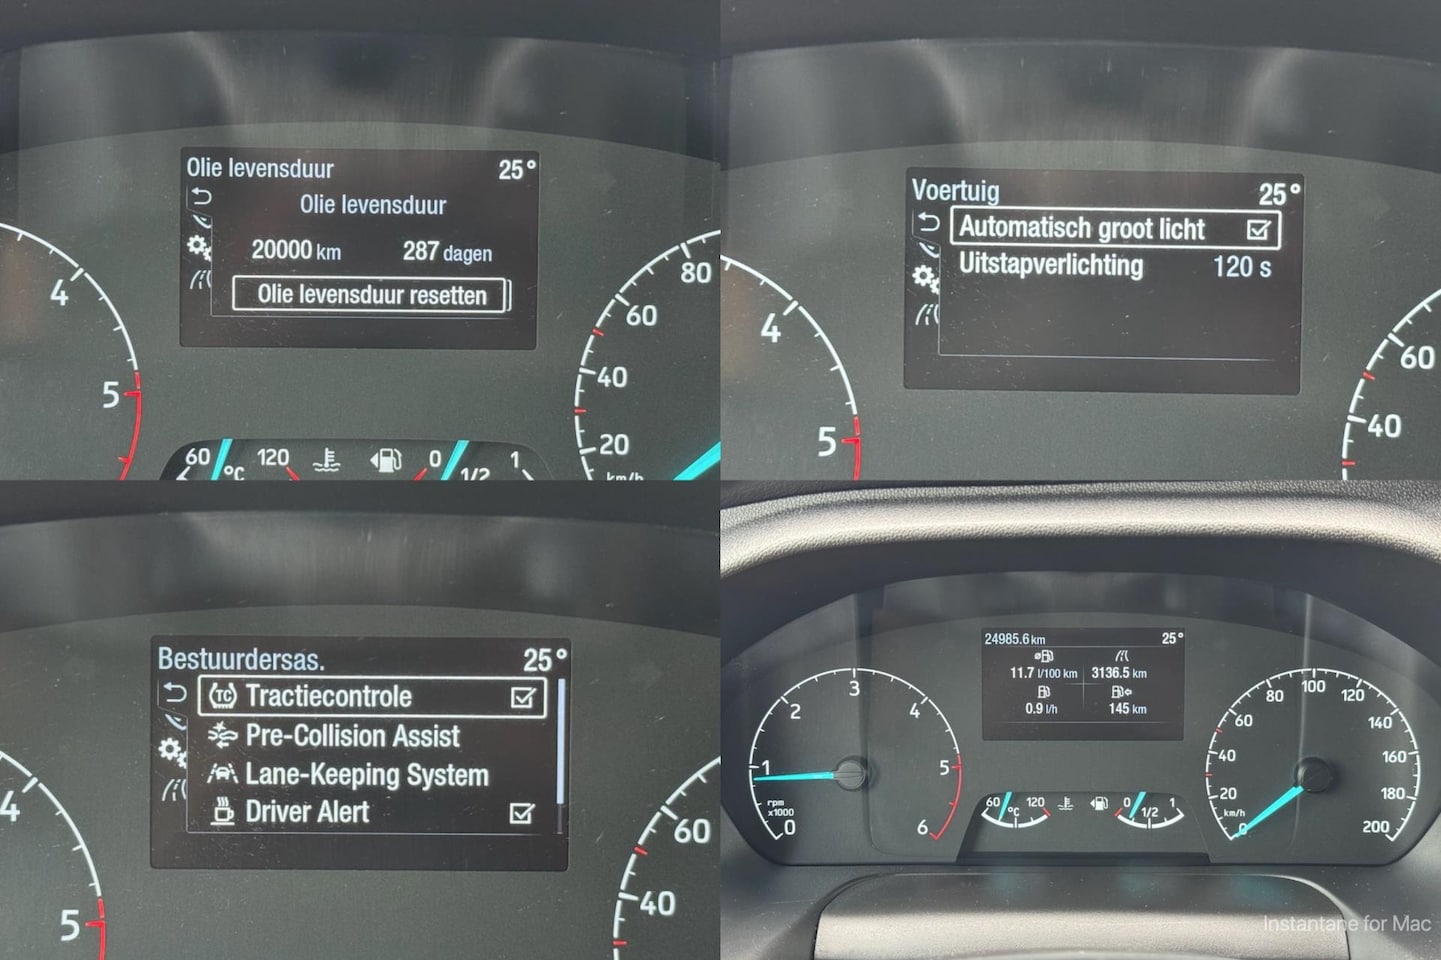 Olie levensduur 25°
Olie levensduur
20000 km 287 dagen
Olie levensduur resetten
4
5
80
60
40
20
km/h
60 °C 120
0 1/2 1
Voertuig 25°
Automatisch groot licht
Uitstapverlichting 120 s
4
5
60
40
Bestuurdersas. 25°
TC Tractiecontrole
Pre-Collision Assist
Lane-Keeping System
Driver Alert
4
5
60
40
24985.6 km 25°
11.7 l/100 km 3136.5 km
0.9 l/h 145 km
0
1
2
3
4
5
6
rpm
x1000
60 °C 120
0 1/2 1
0
20
40
60
80
100
120
140
160
180
200
km/h
Instantane for Mac